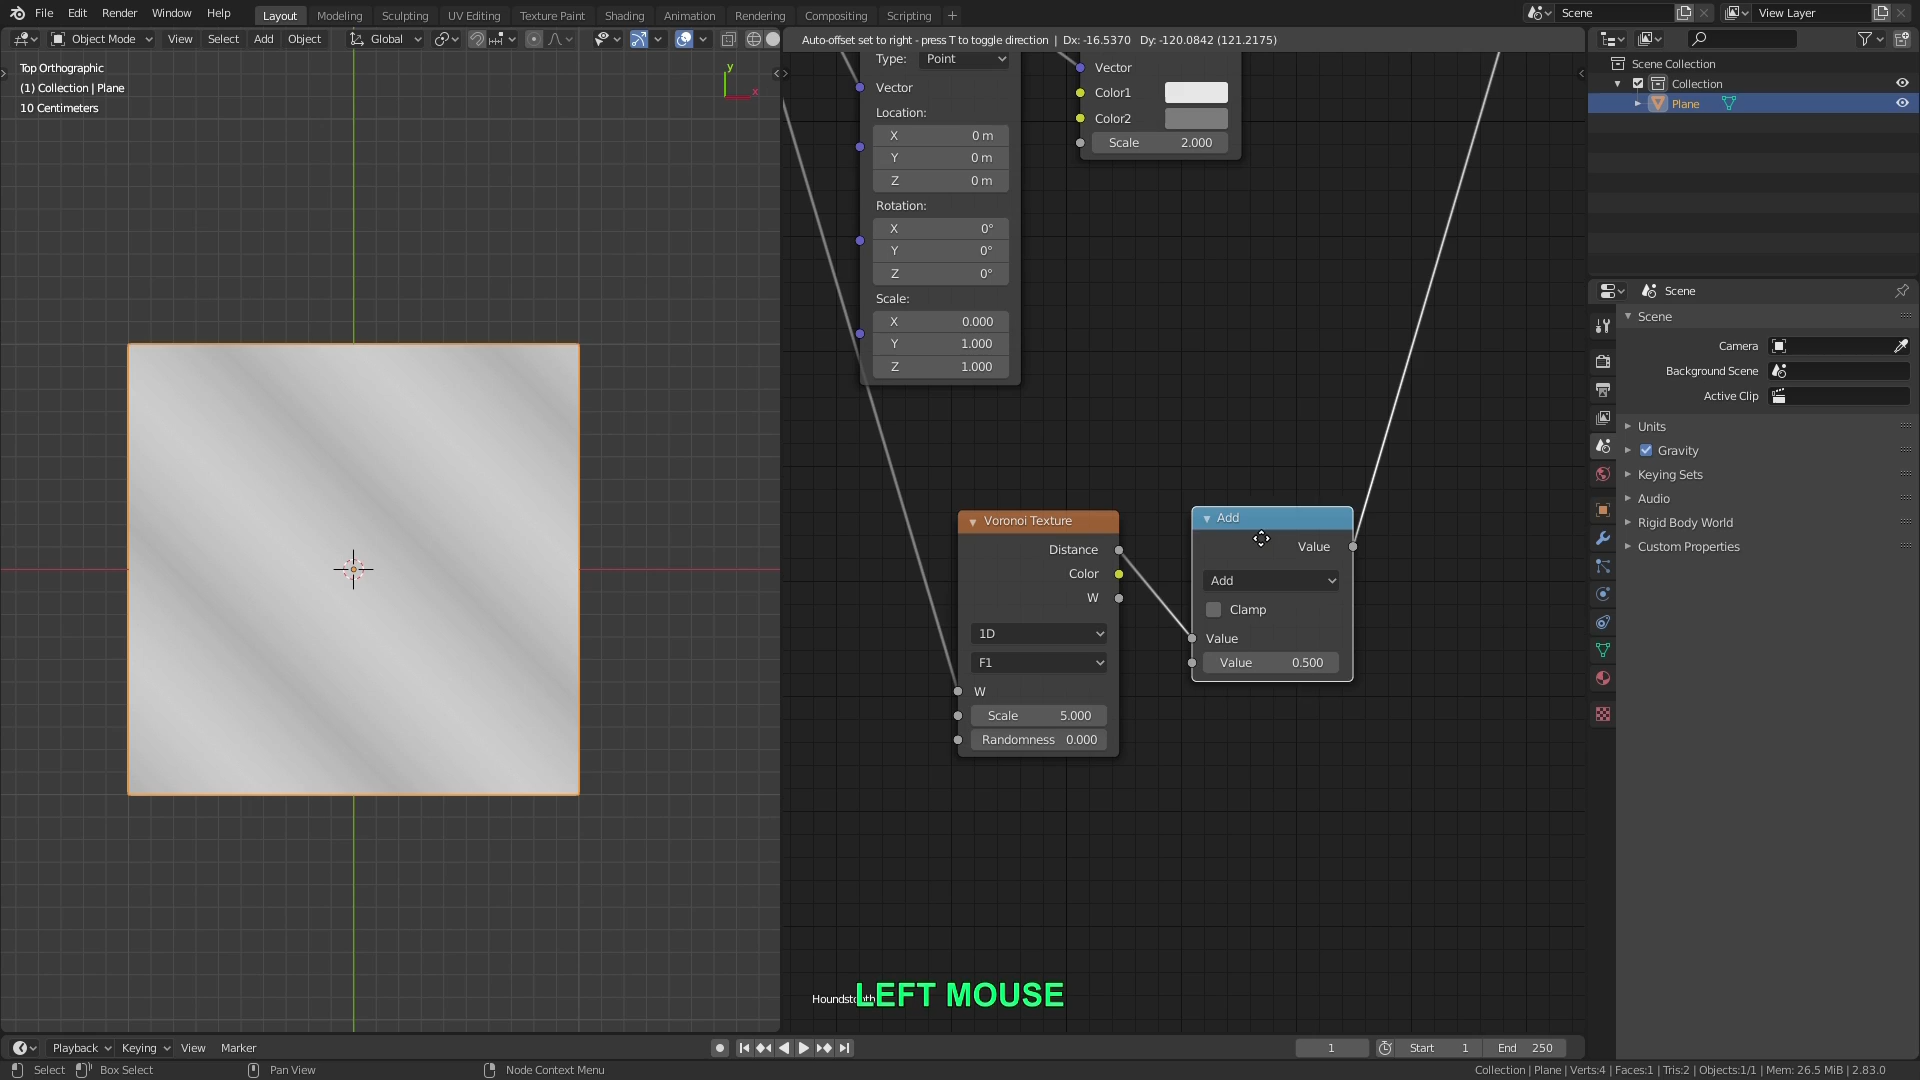 File Edit Render Window Help Layout Modeling Sculpting UV Editing Texture Paint Shading Animation Rendering Compositing Scripting + Scene View Layer
Object Mode View Select Add Object Global
Auto-offset set to right - press T to toggle direction | Dx: -16.5370 Dy: -120.0842 (121.2175)
Top Orthographic
(1) Collection | Plane
10 Centimeters
y
x
Type: Point
Vector
Location:
X 0 m
Y 0 m
Z 0 m
Rotation:
X 0°
Y 0°
Z 0°
Scale:
X 0.000
Y 1.000
Z 1.000
Vector
Color1
Color2
Scale 2.000
Voronoi Texture
Distance
Color
W
1D
F1
W
Scale 5.000
Randomness 0.000
Add
Value
Add
Clamp
Value
Value 0.500
LEFT MOUSE
Scene Collection
Collection
Plane
Scene
Scene
Camera
Background Scene
Active Clip
Units
Gravity
Keying Sets
Audio
Rigid Body World
Custom Properties
Playback Keying View Marker 1 Start 1 End 250
Select Box Select Pan View Node Context Menu Collection | Plane | Verts:4 | Faces:1 | Tris:2 | Objects:1/1 | Mem: 26.5 MiB | 2.83.0